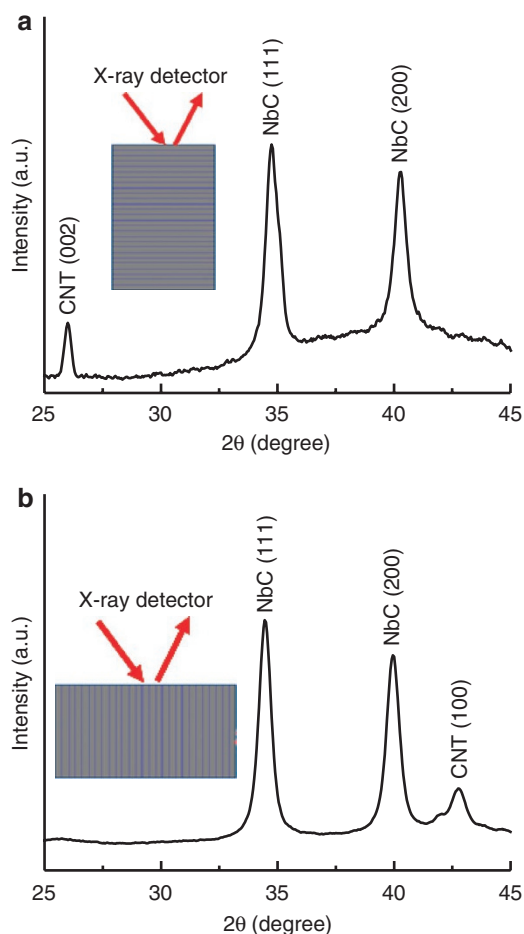 a
X-ray detector
Intensity (a.u.)
CNT (002)
NbC (111)
NbC (200)
25 30 35 40 45
2θ (degree)
b
X-ray detector
Intensity (a.u.)
NbC (111)
NbC (200)
CNT (100)
25 30 35 40 45
2θ (degree)